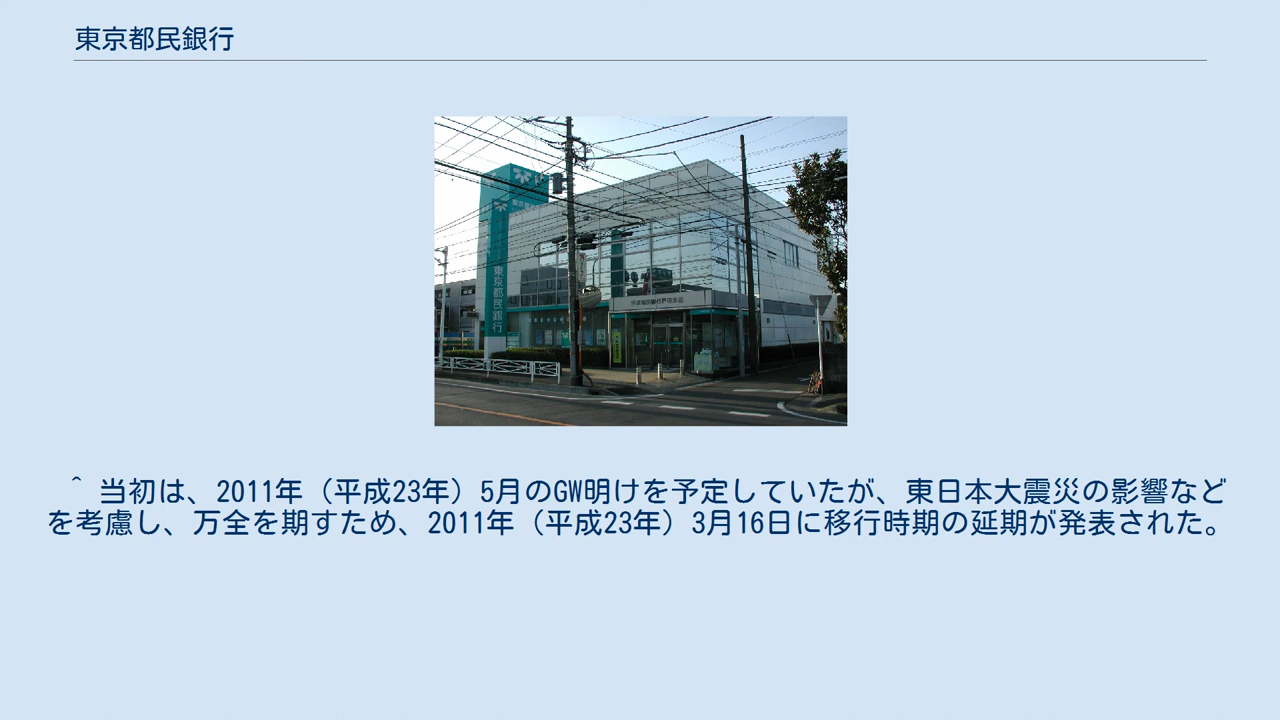 東京都民銀行
東京都民銀行
＾ 当初は、2011年（平成23年）5月のGW明けを予定していたが、東日本大震災の影響など
を考慮し、万全を期すため、2011年（平成23年）3月16日に移行時期の延期が発表された。